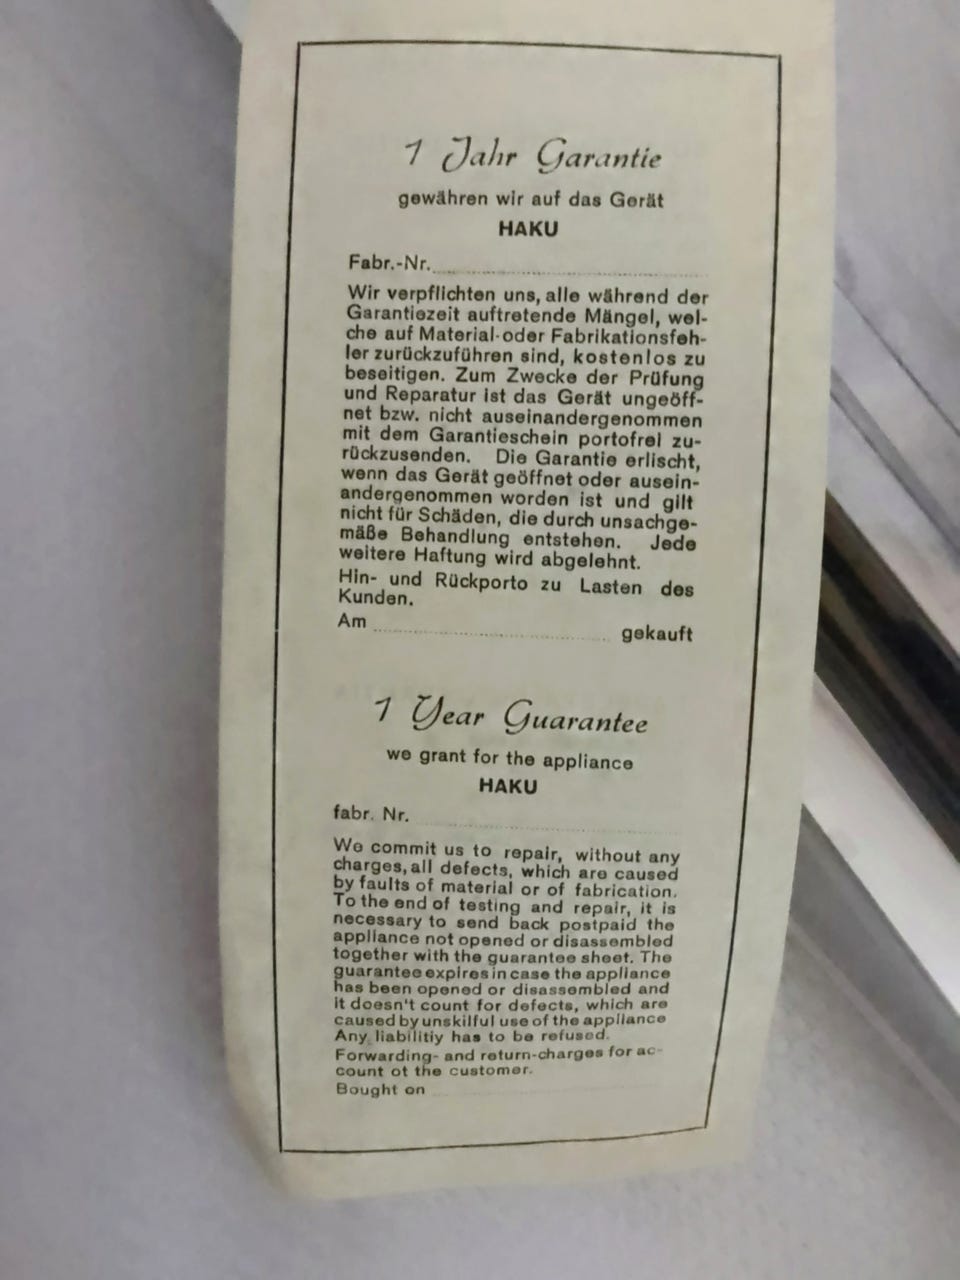 1 Jahr Garantie
gewähren wir auf das Gerät
HAKU
Fabr.-Nr.
Wir verpflichten uns, alle während der
Garantiezeit auftretende Mängel, wel-
che auf Material-oder Fabrikationsfeh-
ler zurückzuführen sind, kostenlos zu
beseitigen. Zum Zwecke der Prüfung
und Reparatur ist das Gerät ungeöff-
net bzw. nicht auseinandergenommen
mit dem Garantieschein portofrei zu-
rückzusenden. Die Garantie erlischt,
wenn das Gerät geöffnet oder ausein-
andergenommen worden ist und gilt
nicht für Schäden, die durch unsachge-
mäße Behandlung entstehen. Jede
weitere Haftung wird abgelehnt.
Hin- und Rückporto zu Lasten des
Kunden.
Am gekauft
1 Year Guarantee
we grant for the appliance
HAKU
fabr. Nr.
We commit us to repair, without any
charges, all defects, which are caused
by faults of material or of fabrication.
To the end of testing and repair, it is
necessary to send back postpaid the
appliance not opened or disassembled
together with the guarantee sheet. The
guarantee expires in case the appliance
has been opened or disassembled and
it doesn't count for defects, which are
caused by unskilful use of the appliance
Any liabilitiy has to be refused.
Forwarding- and return-charges for ac-
count ot the customer.
Bought on